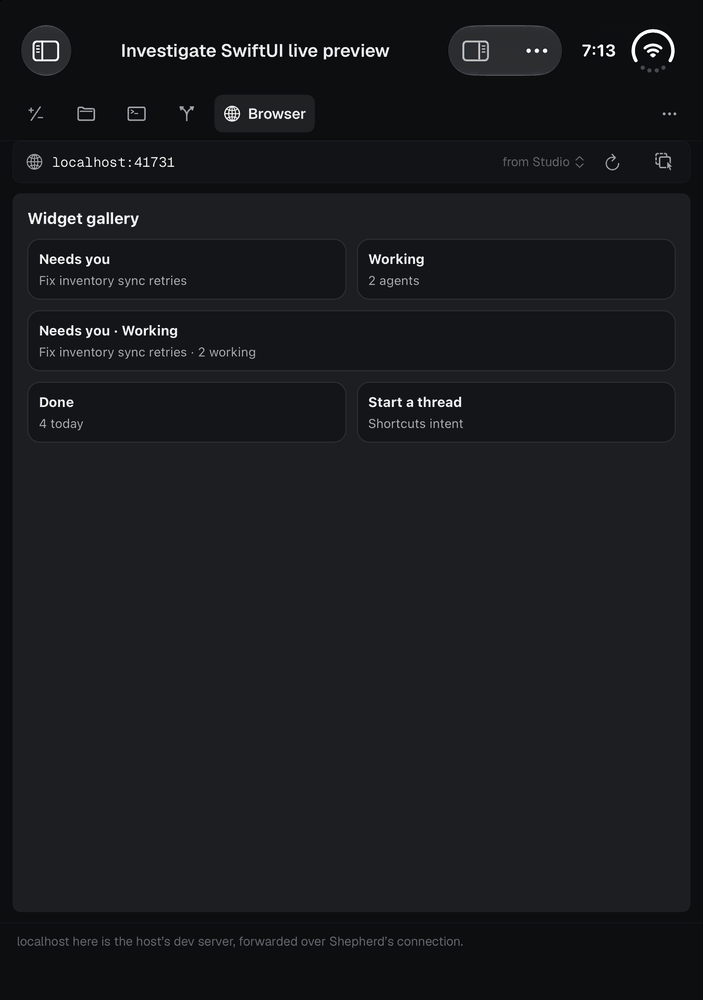 Investigate SwiftUI live preview
7:13
Browser
localhost:41731
from Studio
Widget gallery
Needs you
Fix inventory sync retries
Working
2 agents
Needs you · Working
Fix inventory sync retries · 2 working
Done
4 today
Start a thread
Shortcuts intent
localhost here is the host’s dev server, forwarded over Shepherd’s connection.